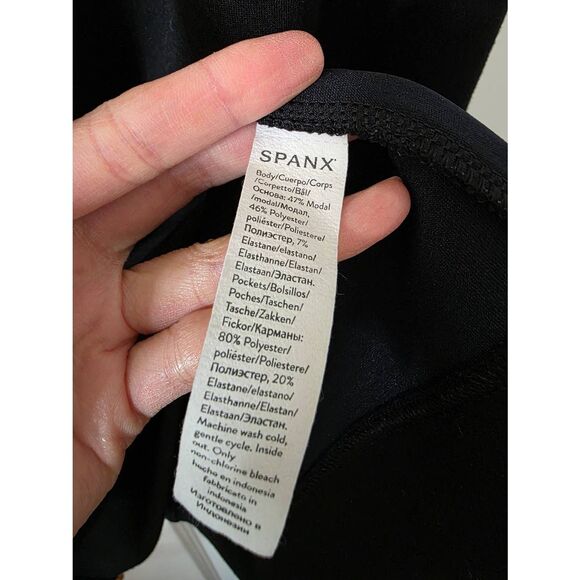 SPANX
Body/Cuerpo/Corps
/Corpetto/Bål/
Основа: 47% Modal
/modal/Модал,
46% Polyester/
poliéster/Poliestere/
Полиэстер, 7%
Elastane/elastano/
Elasthanne/Elastan/
Elastaan/Эластан.
Pockets/Bolsillos/
Poches/Taschen/
Tasche/Zakken/
Fickor/Карманы:
80% Polyester/
poliéster/Poliestere/
Полиэстер, 20%
Elastane/elastano/
Elasthanne/Elastan/
Elastaan/Эластан.
Machine wash cold,
gentle cycle. Inside
out. Only
non-chlorine bleach
hecho en indonesia
fabbricato in
indonesia
Изготовлено в
Индонезии